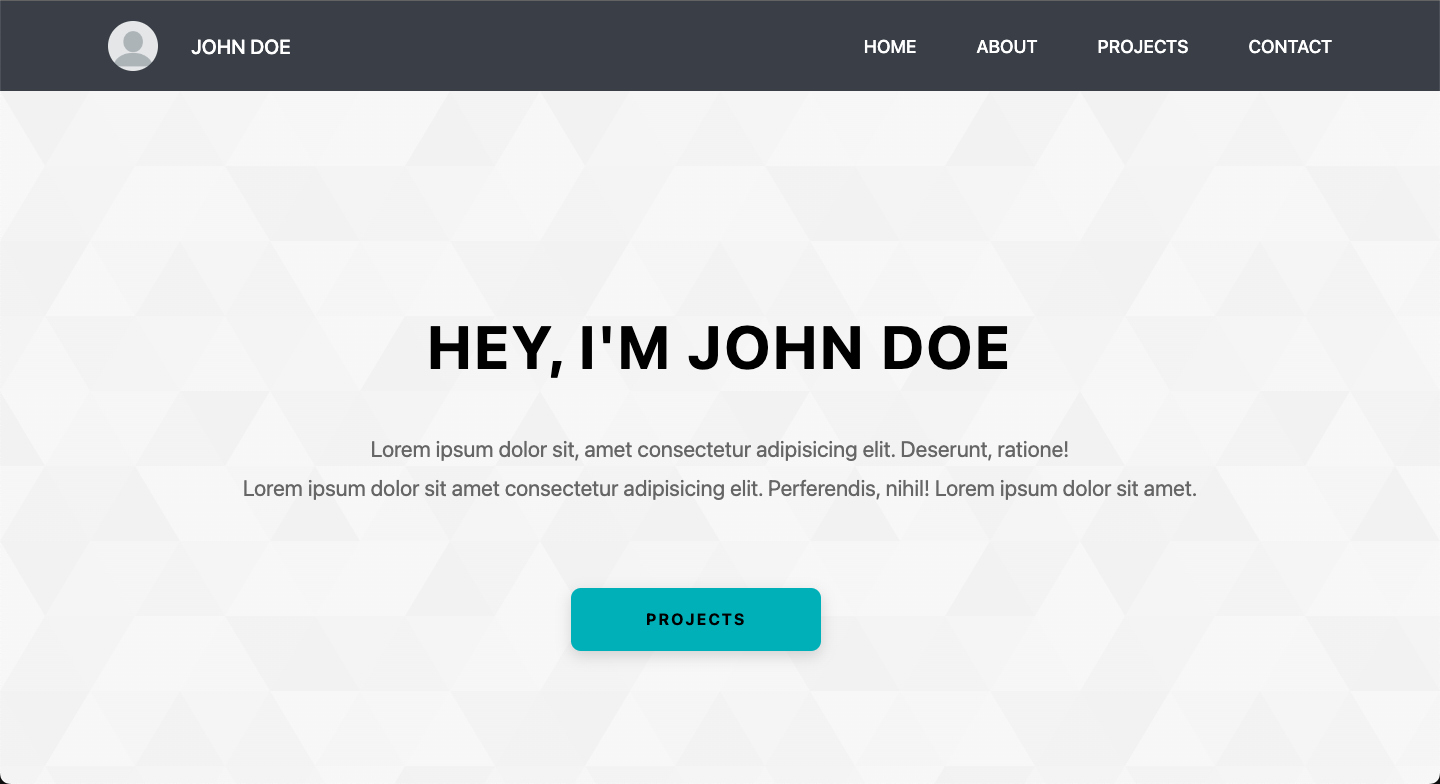 JOHN DOE
HOME ABOUT PROJECTS CONTACT
HEY, I'M JOHN DOE
Lorem ipsum dolor sit, amet consectetur adipisicing elit. Deserunt, ratione!
Lorem ipsum dolor sit amet consectetur adipisicing elit. Perferendis, nihil! Lorem ipsum dolor sit amet.
PROJECTS